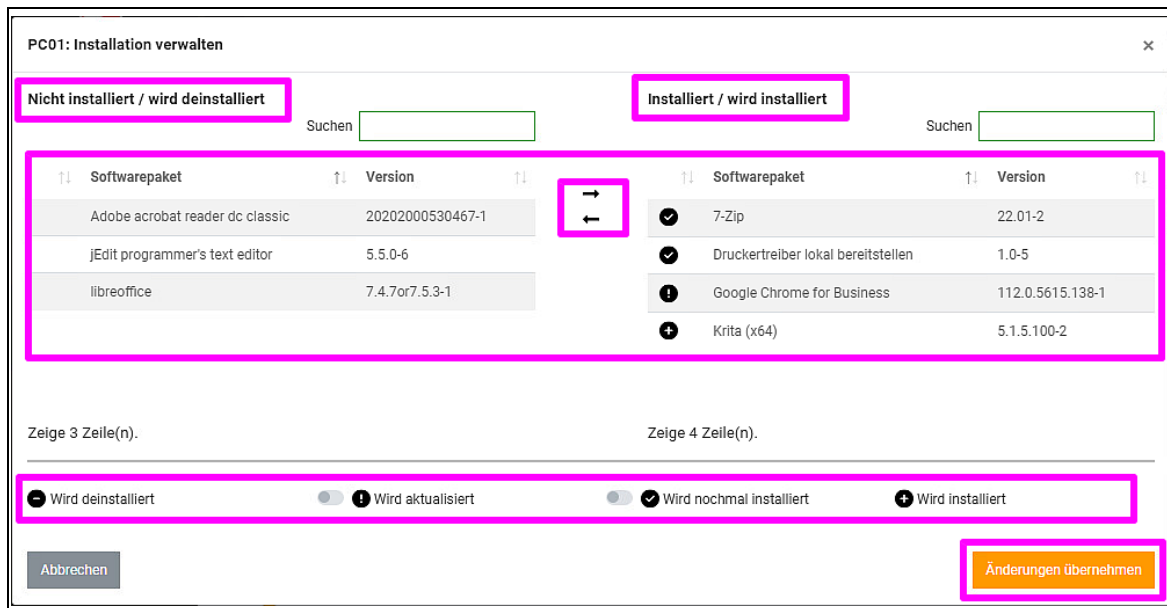 PC01: Installation verwalten ×
Nicht installiert / wird deinstalliert Installiert / wird installiert
Suchen Suchen
Softwarepaket Version Softwarepaket Version
Adobe acrobat reader dc classic 20202000530467-1 7-Zip 22.01-2
jEdit programmer's text editor 5.5.0-6 Druckertreiber lokal bereitstellen 1.0-5
libreoffice 7.4.7or7.5.3-1 Google Chrome for Business 112.0.5615.138-1
Krita (x64) 5.1.5.100-2
Zeige 3 Zeile(n). Zeige 4 Zeile(n).
Wird deinstalliert Wird aktualisiert Wird nochmal installiert Wird installiert
Abbrechen Änderungen übernehmen